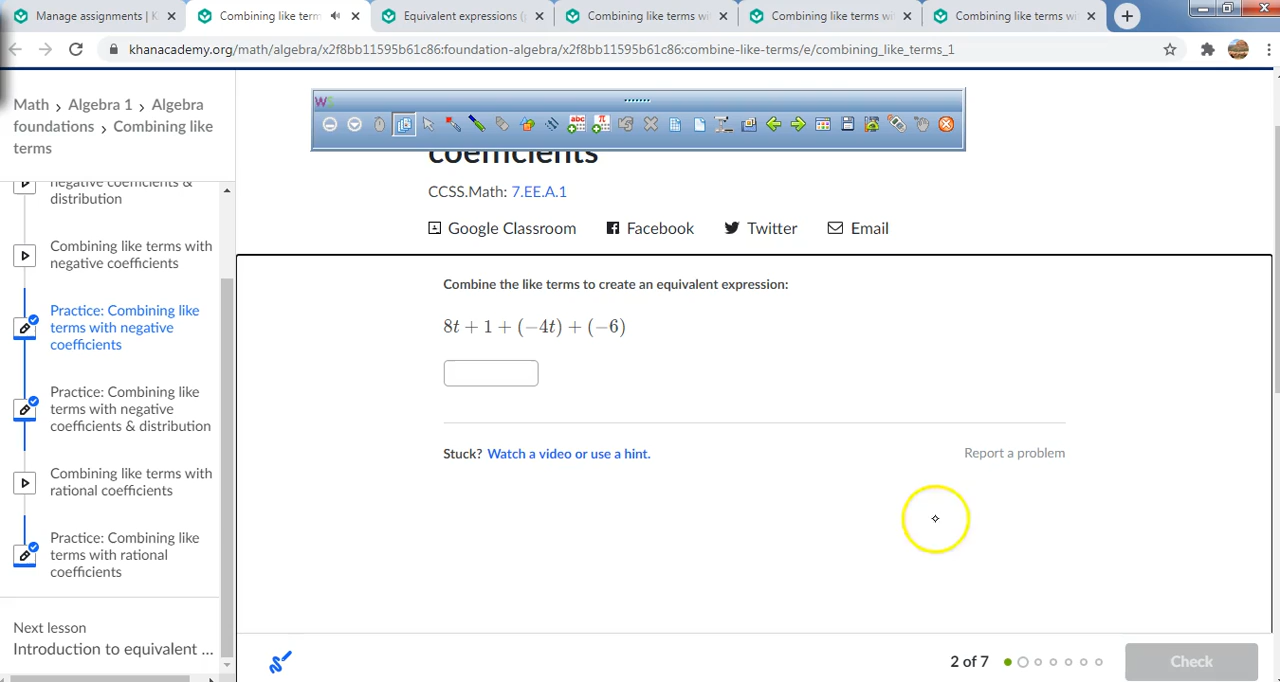 Manage assignments | K
Combining like term
Equivalent expressions (
Combining like terms wi
Combining like terms wi
Combining like terms wi
khanacademy.org/math/algebra/x2f8bb11595b61c86:foundation-algebra/x2f8bb11595b61c86:combine-like-terms/e/combining_like_terms_1
Math > Algebra 1 > Algebra
foundations > Combining like
terms
negative coefficients &
distribution
Combining like terms with
negative coefficients
Practice: Combining like
terms with negative
coefficients
Practice: Combining like
terms with negative
coefficients & distribution
Combining like terms with
rational coefficients
Practice: Combining like
terms with rational
coefficients
Next lesson
Introduction to equivalent ...
coefficients
CCSS.Math: 7.EE.A.1
Google Classroom
Facebook
Twitter
Email
Combine the like terms to create an equivalent expression:
8t + 1 + (−4t) + (−6)
Stuck? Watch a video or use a hint.
Report a problem
2 of 7
Check